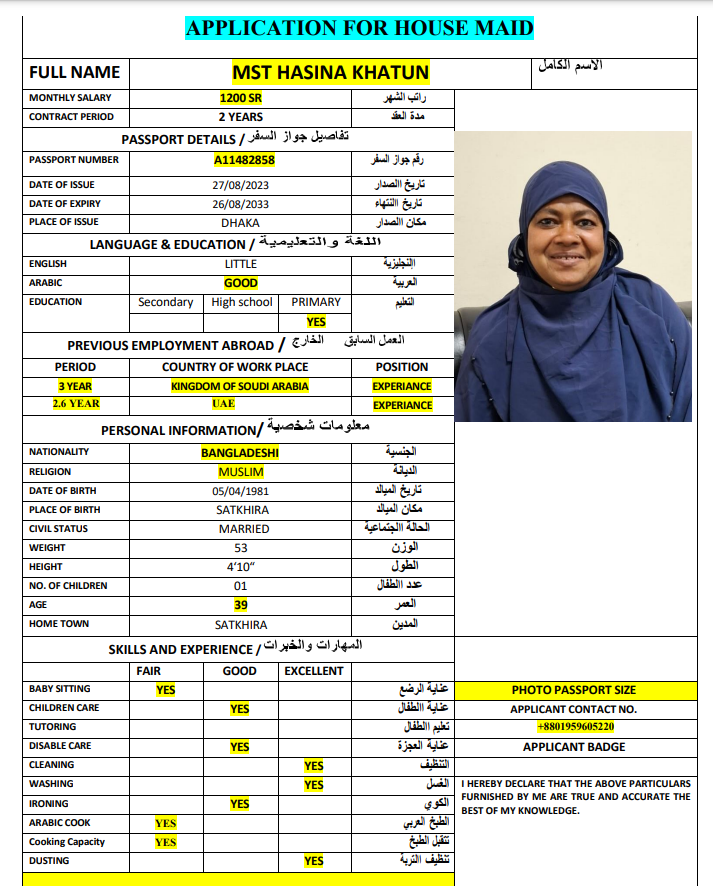 APPLICATION FOR HOUSE MAID
FULL NAME MST HASINA KHATUN الاسم الكامل
MONTHLY SALARY 1200 SR راتب الشهر
CONTRACT PERIOD 2 YEARS مدة العقد
PASSPORT DETAILS / تفاصيل جواز السفر
PASSPORT NUMBER A11482858 رقم جواز السفر
DATE OF ISSUE 27/08/2023 تاريخ االصدار
DATE OF EXPIRY 26/08/2033 تاريخ االنتهاء
PLACE OF ISSUE DHAKA مكان االصدار
LANGUAGE & EDUCATION / اللغة والتعليمية
ENGLISH LITTLE االنجليزية
ARABIC GOOD العربية
EDUCATION Secondary High school PRIMARY التعليم
YES
PREVIOUS EMPLOYMENT ABROAD / العمل السابق الخارج
PERIOD COUNTRY OF WORK PLACE POSITION
3 YEAR KINGDOM OF SOUDI ARABIA EXPERIANCE
2.6 YEAR UAE EXPERIANCE
PERSONAL INFORMATION/ معلومات شخصية
NATIONALITY BANGLADESHI الجنسية
RELIGION MUSLIM الديانة
DATE OF BIRTH 05/04/1981 تاريخ الميالد
PLACE OF BIRTH SATKHIRA مكان الميالد
CIVIL STATUS MARRIED الحالة االجتماعية
WEIGHT 53 الوزن
HEIGHT 4'10" الطول
NO. OF CHILDREN 01 عدد االطفال
AGE 39 العمر
HOME TOWN SATKHIRA المدين
SKILLS AND EXPERIENCE / المهارات والخبرات
FAIR GOOD EXCELLENT
BABY SITTING YES عناية الرضع
CHILDREN CARE YES عناية االطفال
TUTORING تعليم االطفال
DISABLE CARE YES عناية العجزة
CLEANING YES التنظيف
WASHING YES الغسل
IRONING YES الكوي
ARABIC COOK YES الطبخ العربي
Cooking Capacity YES تتقبل الطبخ
DUSTING YES تنظيف التربة
PHOTO PASSPORT SIZE
APPLICANT CONTACT NO.
+8801959605220
APPLICANT BADGE
I HEREBY DECLARE THAT THE ABOVE PARTICULARS
FURNISHED BY ME ARE TRUE AND ACCURATE THE
BEST OF MY KNOWLEDGE.